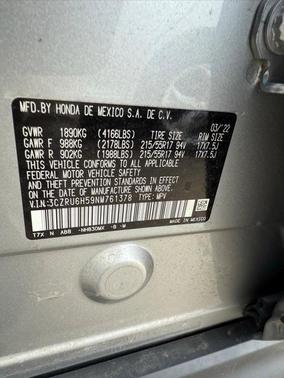 MFD.BY HONDA DE MEXICO S.A. DE C.V.
03/22
GVWR 1890KG (4166LBS) TIRE SIZE RIM SIZE
GAWR F 988KG (2178LBS) 215/55R17 94V 17X7.5J
GAWR R 902KG (1988LBS) 215/55R17 94V 17X7.5J
THIS VEHICLE CONFORMS TO ALL APPLICABLE
FEDERAL MOTOR VEHICLE SAFETY STANDARDS IN EFFECT
ON THE DATE OF MANUFACTURE SHOWN ABOVE.
V.I.N:3CZRU6H59NM761378 TYPE: MPV
T7X N ABB -NH830MX -B -M
MADE IN MEXICO